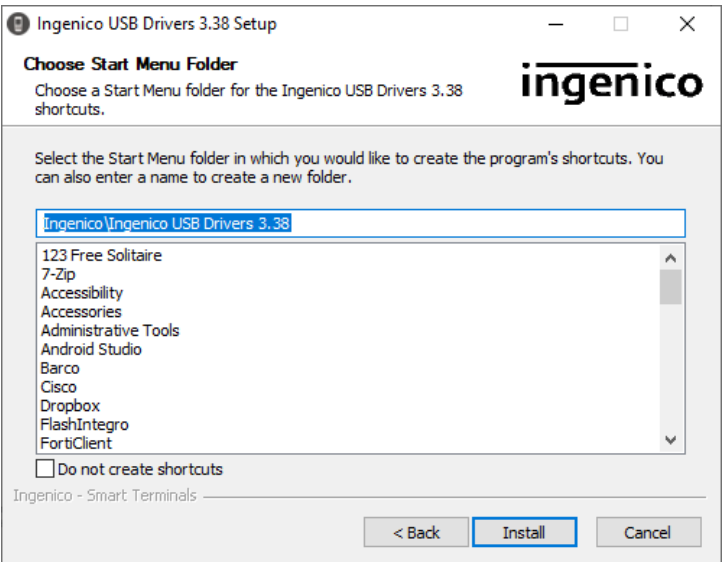 Ingenico USB Drivers 3.38 Setup
Choose Start Menu Folder
Choose a Start Menu folder for the Ingenico USB Drivers 3.38
shortcuts.
ingenico
Select the Start Menu folder in which you would like to create the program's shortcuts. You
can also enter a name to create a new folder.
Ingenico\Ingenico USB Drivers 3.38
123 Free Solitaire
7-Zip
Accessibility
Accessories
Administrative Tools
Android Studio
Barco
Cisco
Dropbox
FlashIntegro
FortiClient
Do not create shortcuts
Ingenico - Smart Terminals
< Back Install Cancel